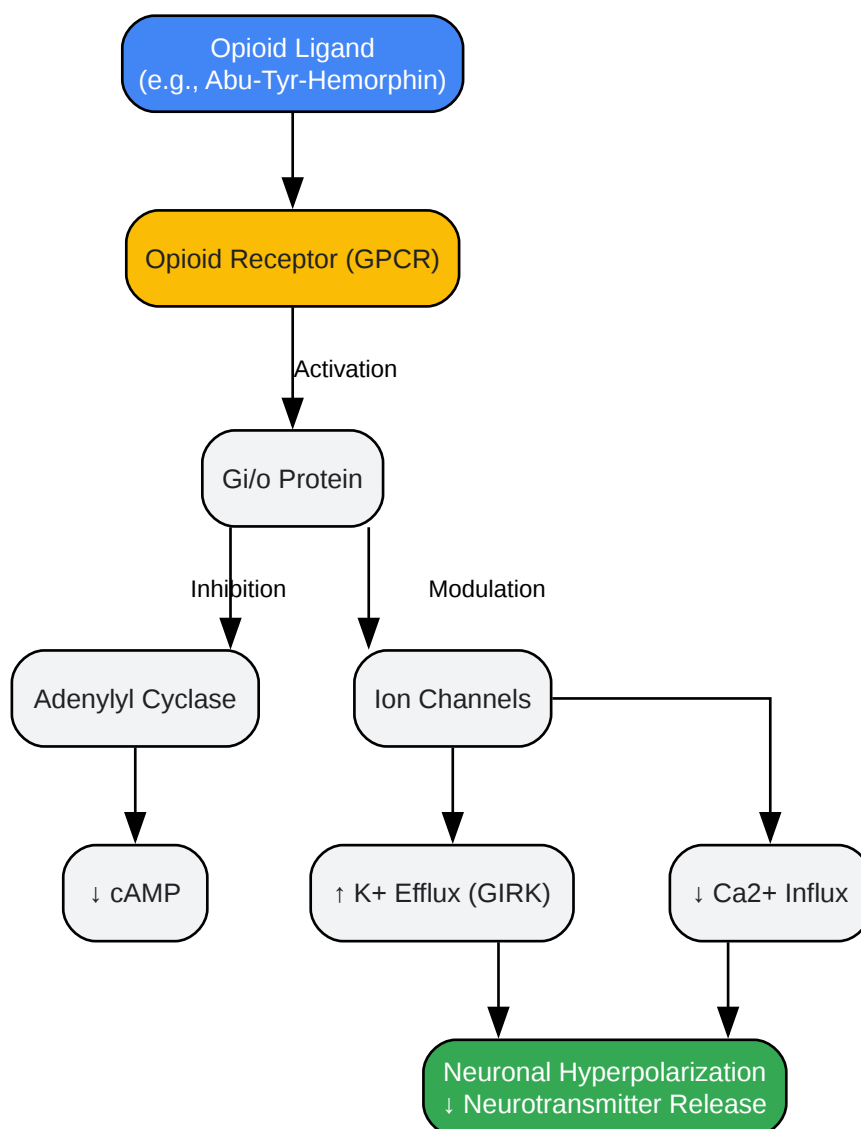 Opioid Ligand
(e.g., Abu-Tyr-Hemorphin)
Opioid Receptor (GPCR)
Activation
Gi/o Protein
Inhibition
Modulation
Adenylyl Cyclase
Ion Channels
↓ cAMP
↑ K+ Efflux (GIRK)
↓ Ca2+ Influx
Neuronal Hyperpolarization
↓ Neurotransmitter Release